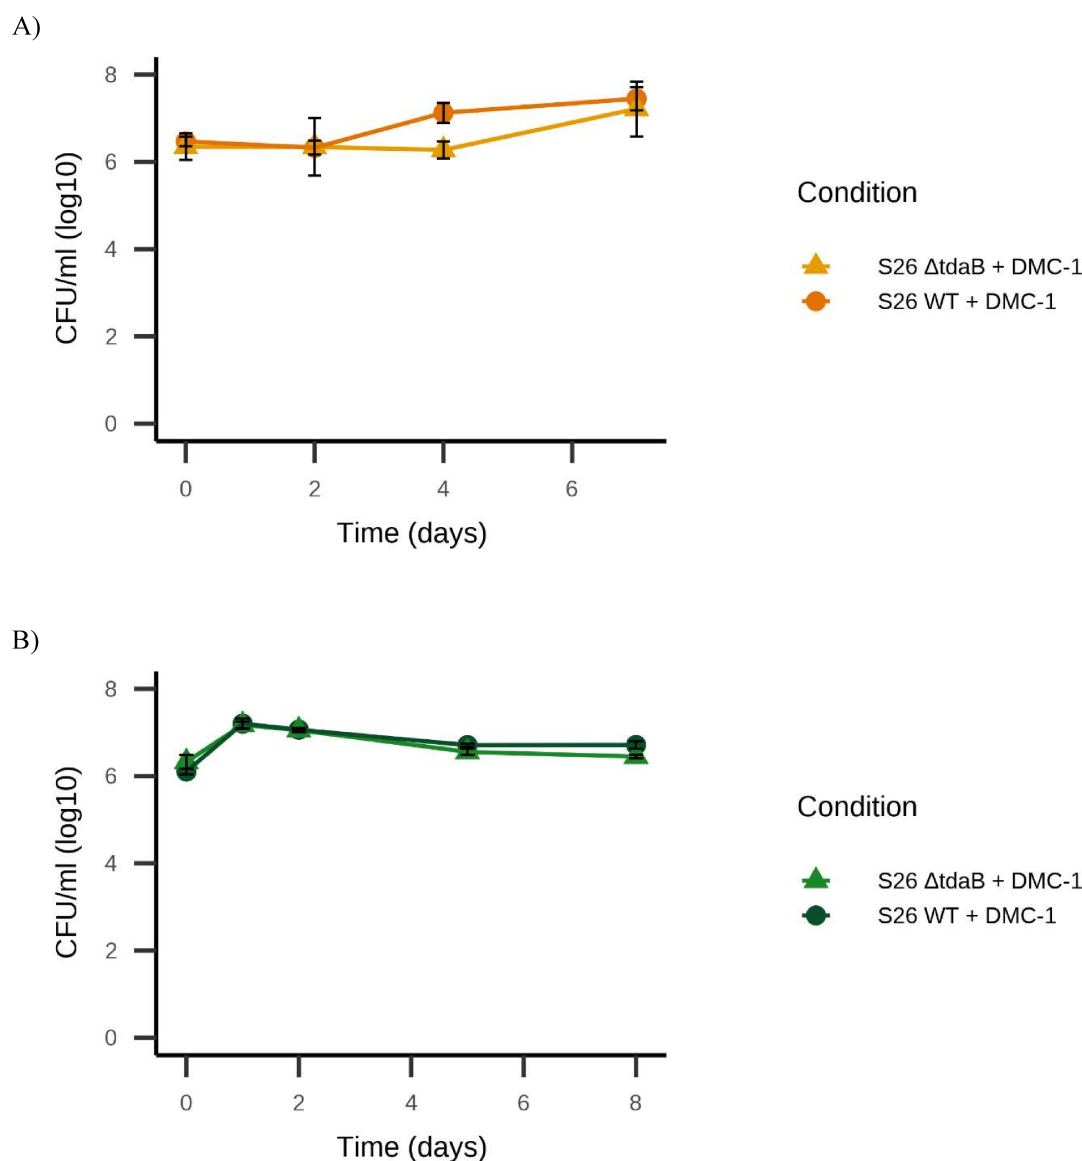 A)
8
6
4
2
0
CFU/ml (log10)
0 2 4 6
Time (days)
Condition
S26 ΔtdaB + DMC-1
S26 WT + DMC-1
B)
8
6
4
2
0
CFU/ml (log10)
0 2 4 6 8
Time (days)
Condition
S26 ΔtdaB + DMC-1
S26 WT + DMC-1